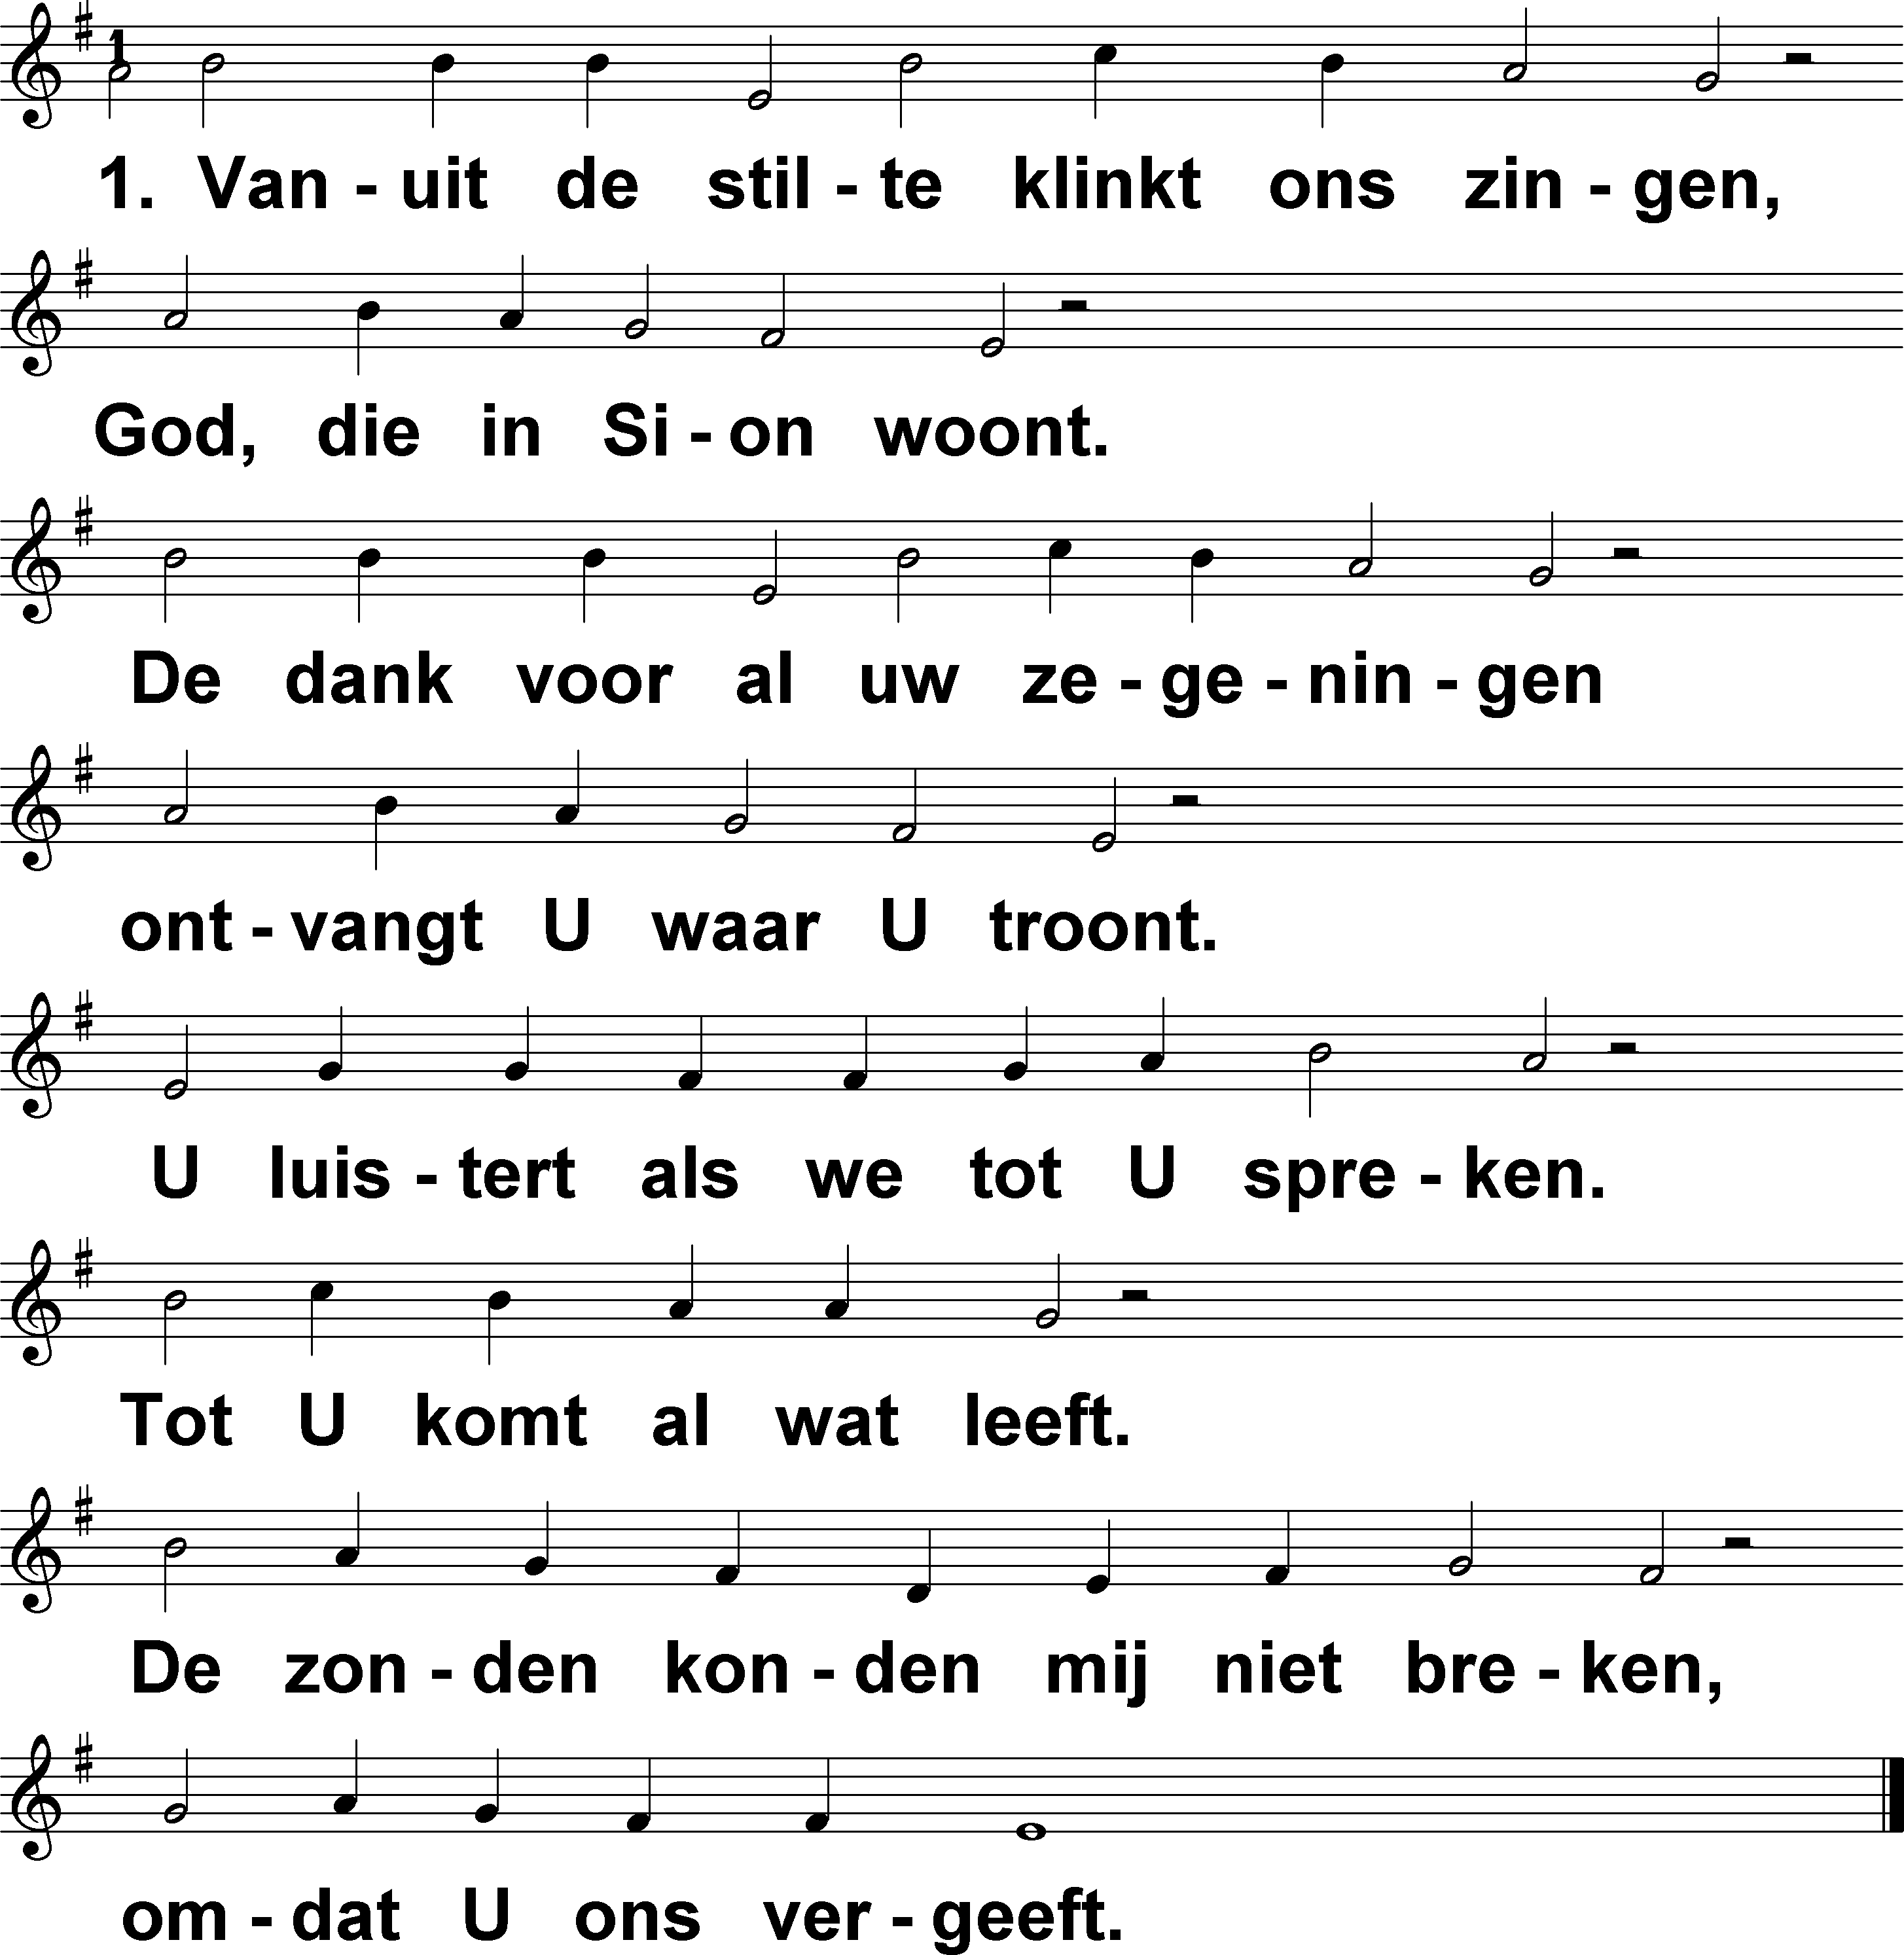 1. Van - uit de stil - te klinkt ons zin - gen,
God, die in Si - on woont.
De dank voor al uw ze - ge - nin - gen
ont - vangt U waar U troont.
U luis - tert als we tot U spre - ken.
Tot U komt al wat leeft.
De zon - den kon - den mij niet bre - ken,
om - dat U ons ver - geeft.